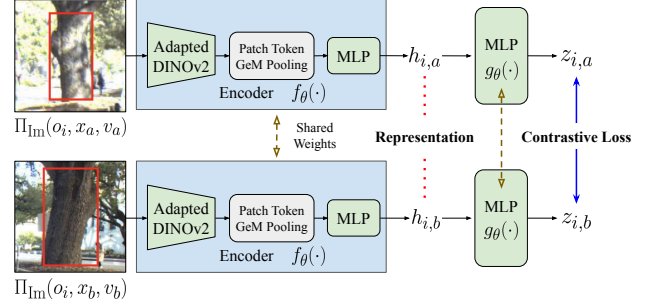 Adapted
DINOv2
Patch Token
GeM Pooling
MLP
Encoder f_θ(·)
h_{i,a}
MLP
g_θ(·)
z_{i,a}
Π_Im(o_i, x_a, v_a)
Shared
Weights
Representation
Contrastive Loss
Adapted
DINOv2
Patch Token
GeM Pooling
MLP
Encoder f_θ(·)
h_{i,b}
MLP
g_θ(·)
z_{i,b}
Π_Im(o_i, x_b, v_b)